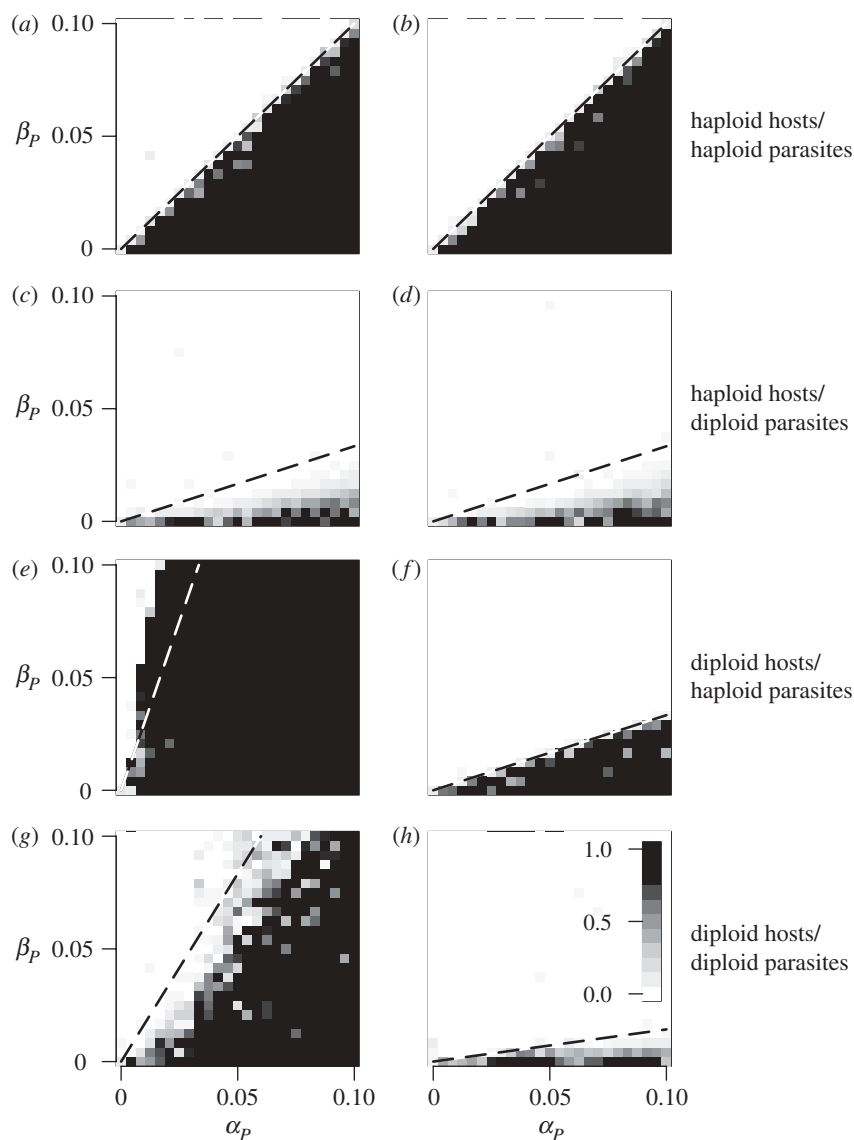 (a) (b)
0.10
β_P 0.05
0
haploid hosts/
haploid parasites
(c) (d)
0.10
β_P 0.05
0
haploid hosts/
diploid parasites
(e) (f)
0.10
β_P 0.05
0
diploid hosts/
haploid parasites
(g) (h)
0.10
β_P 0.05
0
1.0
0.5
0.0
diploid hosts/
diploid parasites
0 0.05 0.10 0 0.05 0.10
α_P α_P